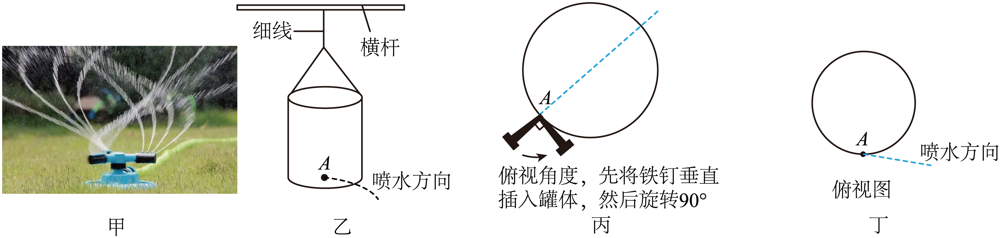 细线
横杆
A
喷水方向
A
俯视角度，先将铁钉垂直
插入罐体，然后旋转90°
A
喷水方向
俯视图
甲
乙
丙
丁